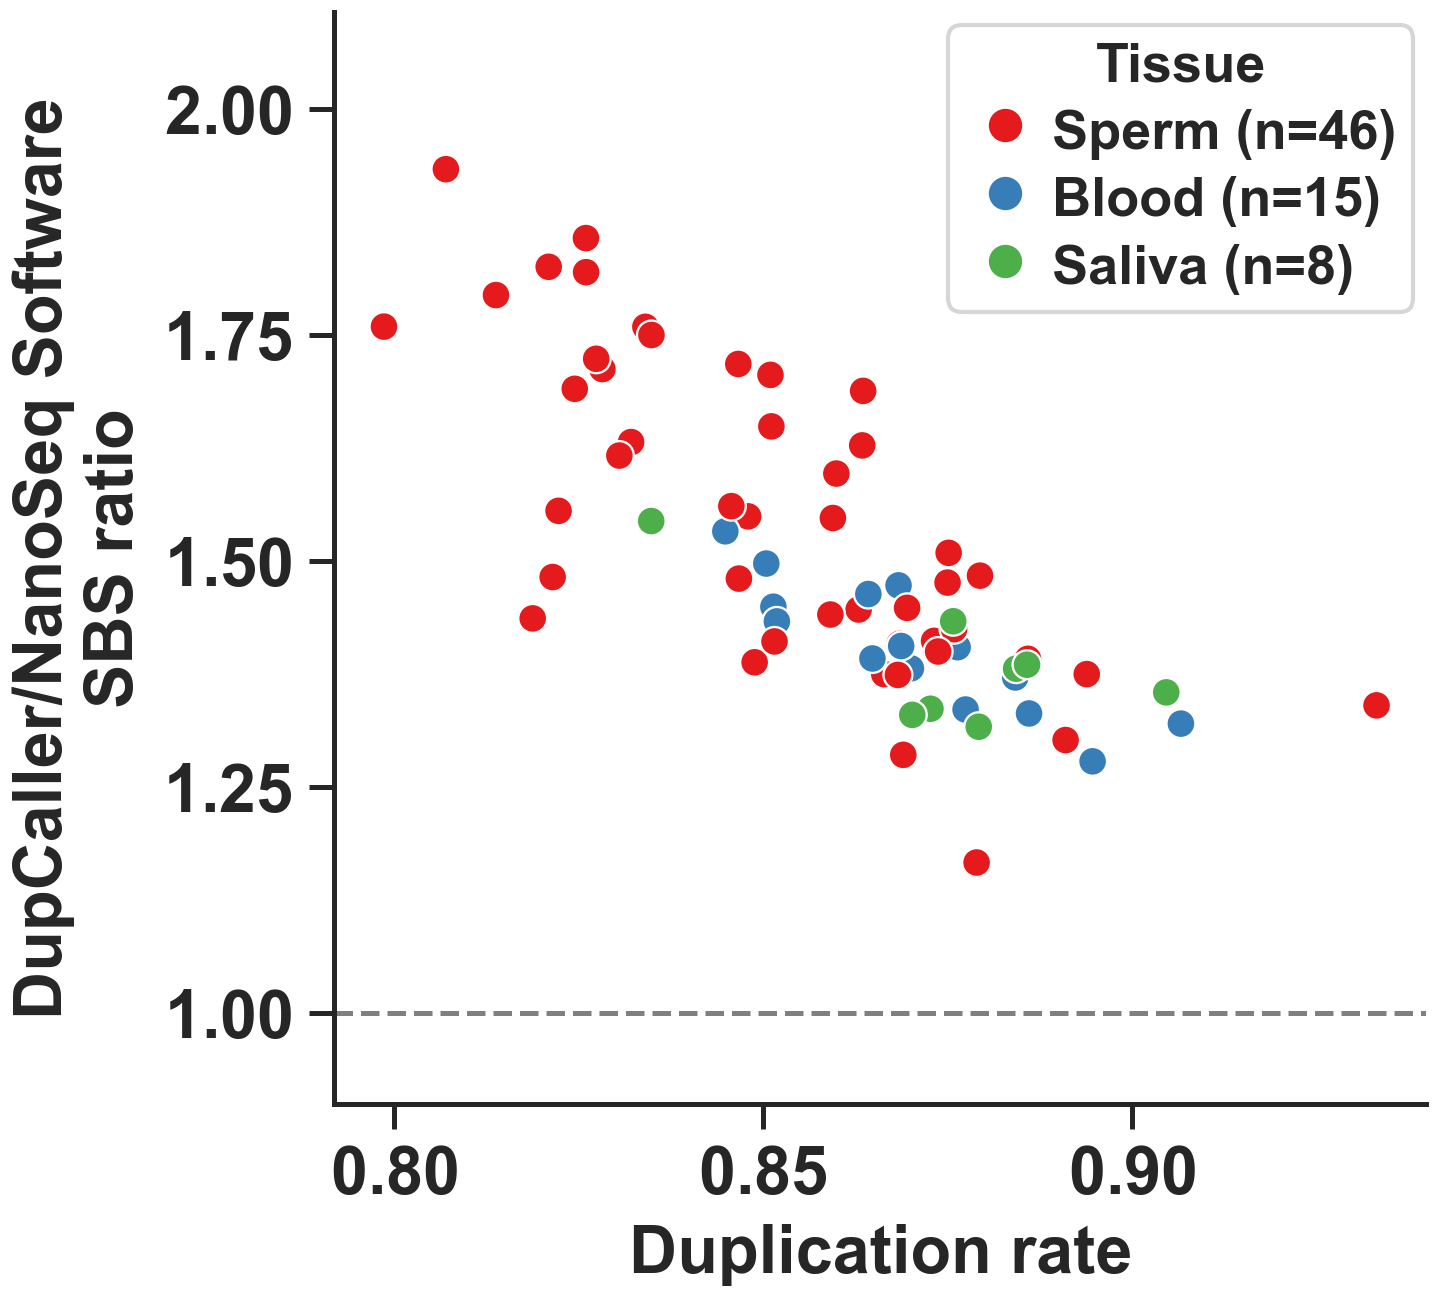 DupCaller/NanoSeq Software
SBS ratio
2.00
1.75
1.50
1.25
1.00
Tissue
Sperm (n=46)
Blood (n=15)
Saliva (n=8)
0.80
0.85
0.90
Duplication rate